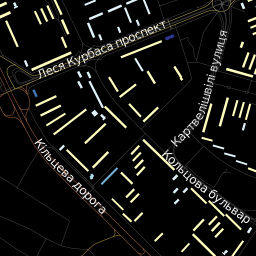 Леся Курбаса проспект
Картвелішвілі вулиця
Кільцева дорога
Кольцова бульвар